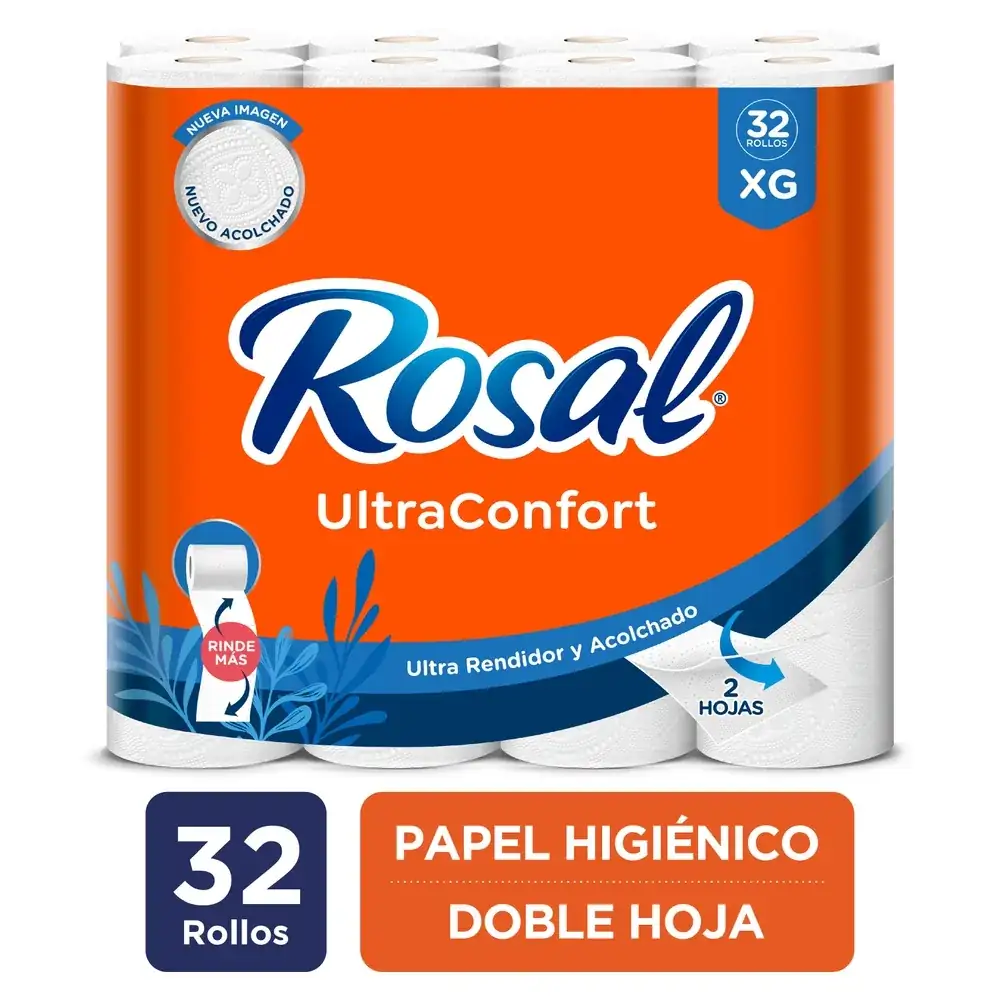 NUEVA IMAGEN
NUEVO ACOLCHADO
32
ROLLOS
XG
Rosal®
UltraConfort
RINDE
MÁS
Ultra Rendidor y Acolchado
2
HOJAS
32
Rollos
PAPEL HIGIÉNICO
DOBLE HOJA